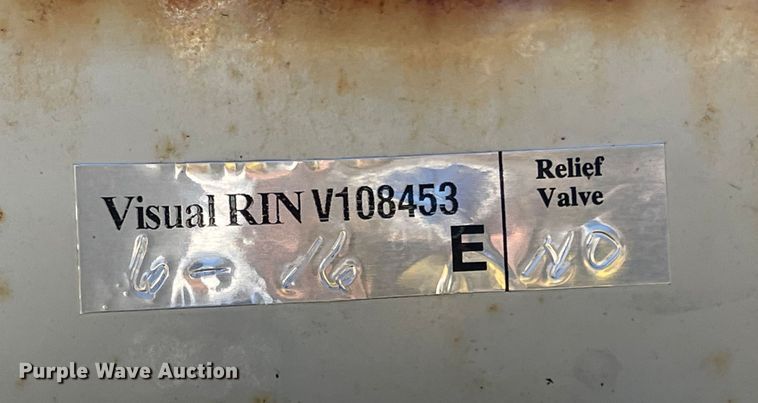 Visual RIN V108453
6-16 E
Relief
Valve
NO
Purple Wave Auction